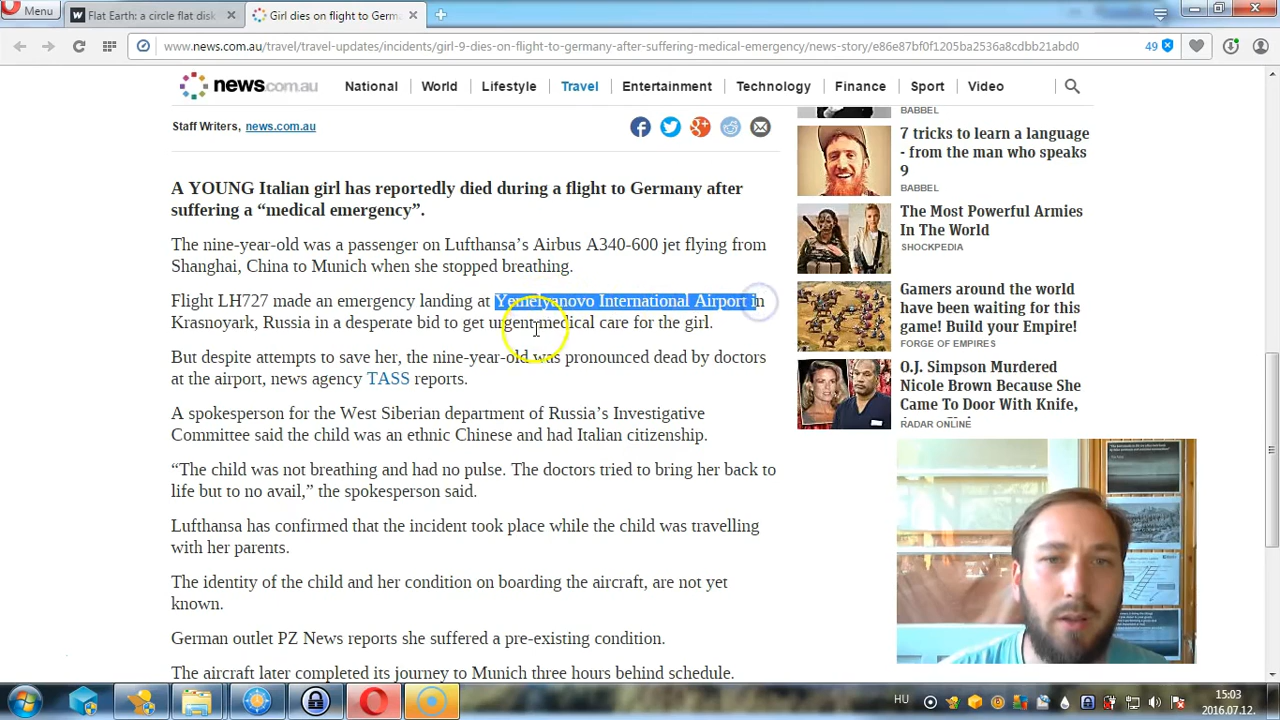 Menu
Flat Earth: a circle flat disk
Girl dies on flight to Germ
www.news.com.au/travel/travel-updates/incidents/girl-9-dies-on-flight-to-germany-after-suffering-medical-emergency/news-story/e86e87bf0f1205ba2536a8cdbb21abd0
49
news.com.au
National
World
Lifestyle
Travel
Entertainment
Technology
Finance
Sport
Video
Staff Writers, news.com.au
A YOUNG Italian girl has reportedly died during a flight to Germany after
suffering a “medical emergency”.
The nine-year-old was a passenger on Lufthansa’s Airbus A340-600 jet flying from
Shanghai, China to Munich when she stopped breathing.
Flight LH727 made an emergency landing at Yemelyanovo International Airport in
Krasnoyark, Russia in a desperate bid to get urgent medical care for the girl.
But despite attempts to save her, the nine-year-old was pronounced dead by doctors
at the airport, news agency TASS reports.
A spokesperson for the West Siberian department of Russia’s Investigative
Committee said the child was an ethnic Chinese and had Italian citizenship.
“The child was not breathing and had no pulse. The doctors tried to bring her back to
life but to no avail,” the spokesperson said.
Lufthansa has confirmed that the incident took place while the child was travelling
with her parents.
The identity of the child and her condition on boarding the aircraft, are not yet
known.
German outlet PZ News reports she suffered a pre-existing condition.
The aircraft later completed its journey to Munich three hours behind schedule.
BABBEL
7 tricks to learn a language
- from the man who speaks
9
BABBEL
The Most Powerful Armies
In The World
SHOCKPEDIA
Gamers around the world
have been waiting for this
game! Build your Empire!
FORGE OF EMPIRES
O.J. Simpson Murdered
Nicole Brown Because She
Came To Door With Knife,
RADAR ONLINE
HU
15:03
2016.07.12.